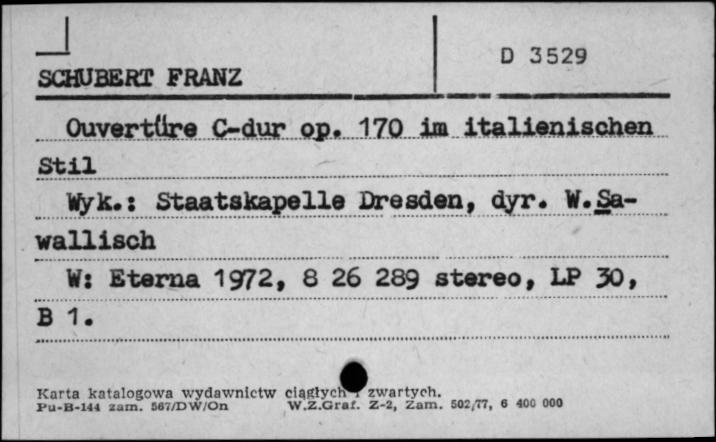 D 3529
SCHUBERT FRANZ
Ouvertüre C-dur op. 170 im italienischen
Stil
Wyk.: Staatskapelle Dresden, dyr. W.Sa-
wallisch
W: Eterna 1972, 8 26 289 stereo, LP 30,
B 1.
Karta katalogowa wydawnictw ciągłych i zwartych.
Pu-B-144 zam. 567/DW/On W.Z.Graf. Z-2, Zam. 502/77, 6 400 000